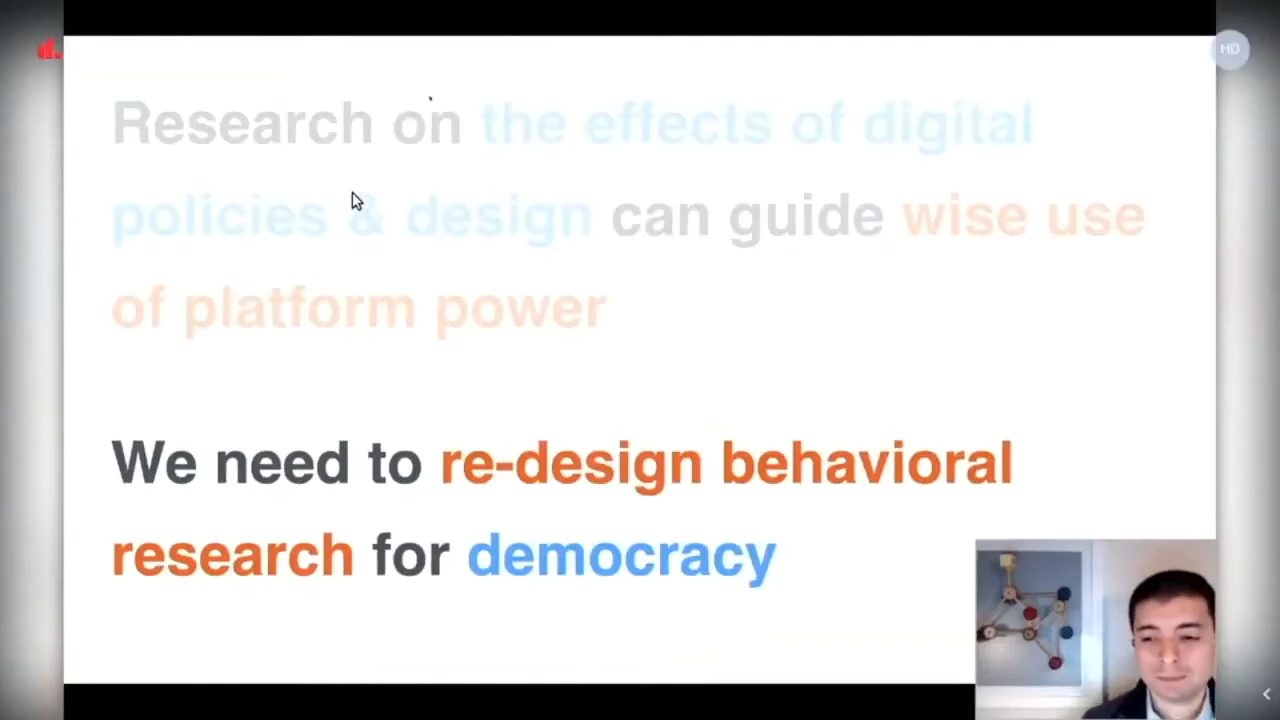 HD
Research on the effects of digital
policies & design can guide wise use
of platform power
We need to re-design behavioral
research for democracy